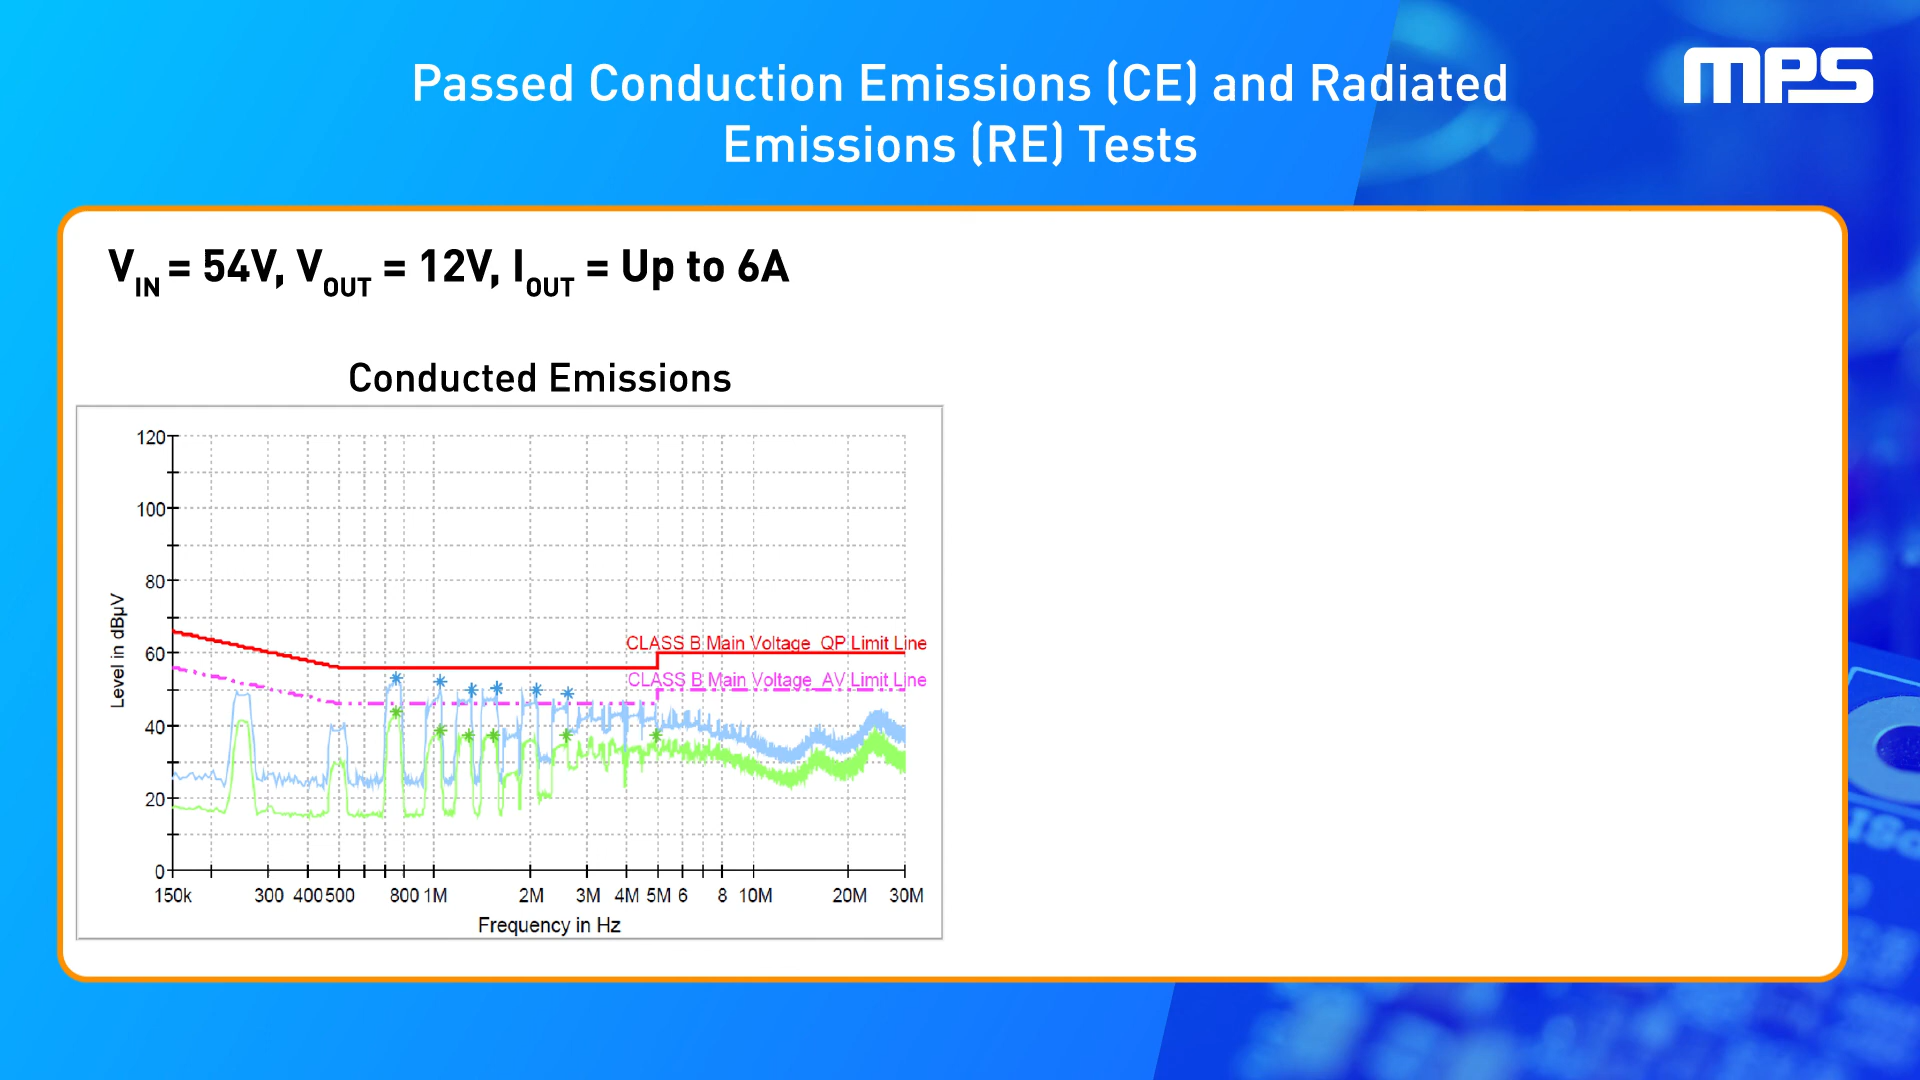 Passed Conduction Emissions (CE) and Radiated
Emissions (RE) Tests
MPS
VIN = 54V, VOUT = 12V, IOUT = Up to 6A
Conducted Emissions
120
100
80
60
40
20
0
Level in dBµV
CLASS B Main Voltage QP Limit Line
CLASS B Main Voltage AV Limit Line
150k 300 400 500 800 1M 2M 3M 4M 5M 6 8 10M 20M 30M
Frequency in Hz